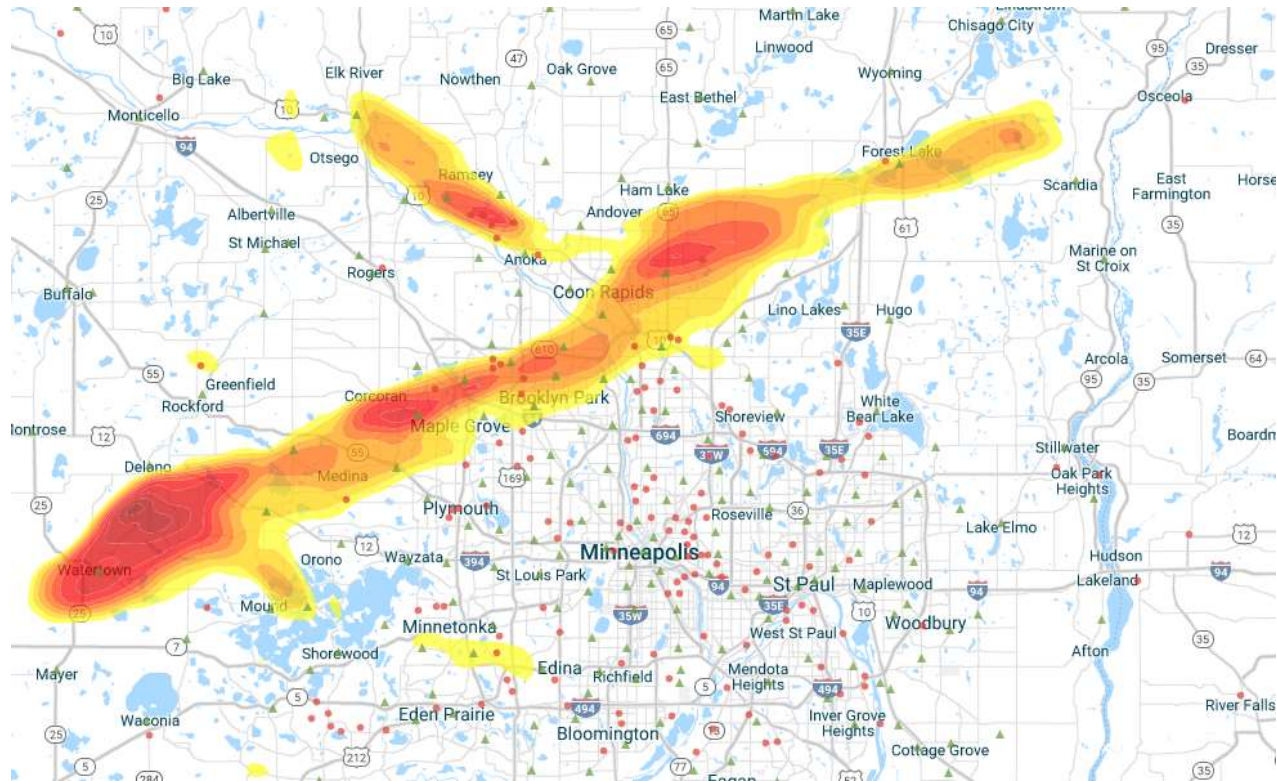 Martin Lake
Chisago City
10
65
Linwood
47
95
Dresser
Elk River
Nowthen
Oak Grove
65
Wyoming
35
Big Lake
East Bethel
Osceola
Monticello
10
94
Otsego
Forest Lake
Ramsey
Scandia
East
Farmington
Horse
25
10
Ham Lake
Albertville
Andover
65
35
St Michael
61
Marine on
St Croix
Rogers
Anoka
Buffalo
Coon Rapids
Lino Lakes
Hugo
35E
10
610
Arcola
Somerset
64
55
Greenfield
95
35
Rockford
Corcoran
Brooklyn Park
White
Bear Lake
Maple Grove
Shoreview
Montrose
12
694
35W
694
35E
Stillwater
Boardm
Delano
55
Medina
169
Oak Park
Heights
25
Plymouth
Roseville
36
Lake Elmo
12
Orono
12
Wayzata
Minneapolis
Hudson
394
St Louis Park
Watertown
94
St Paul
Maplewood
94
Lakeland
94
25
Mound
35W
35E
10
Minnetonka
Woodbury
West St Paul
35
7
Shorewood
Afton
Mayer
Edina
Richfield
Mendota
Heights
5
5
494
River Falls
Waconia
Eden Prairie
494
Inver Grove
Heights
25
Bloomington
13
35
212
Cottage Grove
5
77
284
Eagan
52